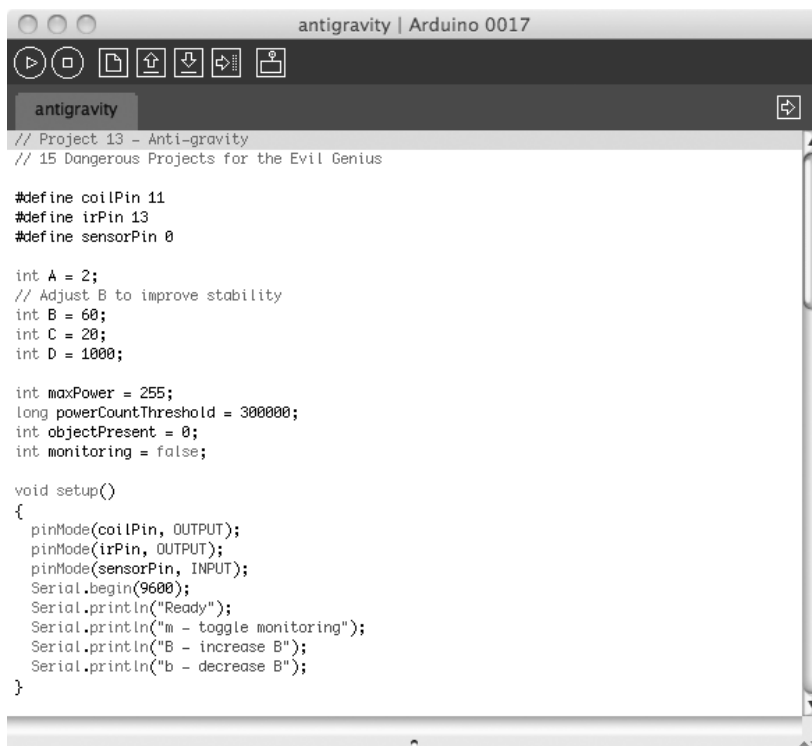 antigravity | Arduino 0017
antigravity
// Project 13 – Anti-gravity
// 15 Dangerous Projects for the Evil Genius
#define coilPin 11
#define irPin 13
#define sensorPin 0
int A = 2;
// Adjust B to improve stability
int B = 60;
int C = 20;
int D = 1000;
int maxPower = 255;
long powerCountThreshold = 300000;
int objectPresent = 0;
int monitoring = false;
void setup()
{
pinMode(coilPin, OUTPUT);
pinMode(irPin, OUTPUT);
pinMode(sensorPin, INPUT);
Serial.begin(9600);
Serial.println("Ready");
Serial.println("m – toggle monitoring");
Serial.println("B – increase B");
Serial.println("b – decrease B");
}